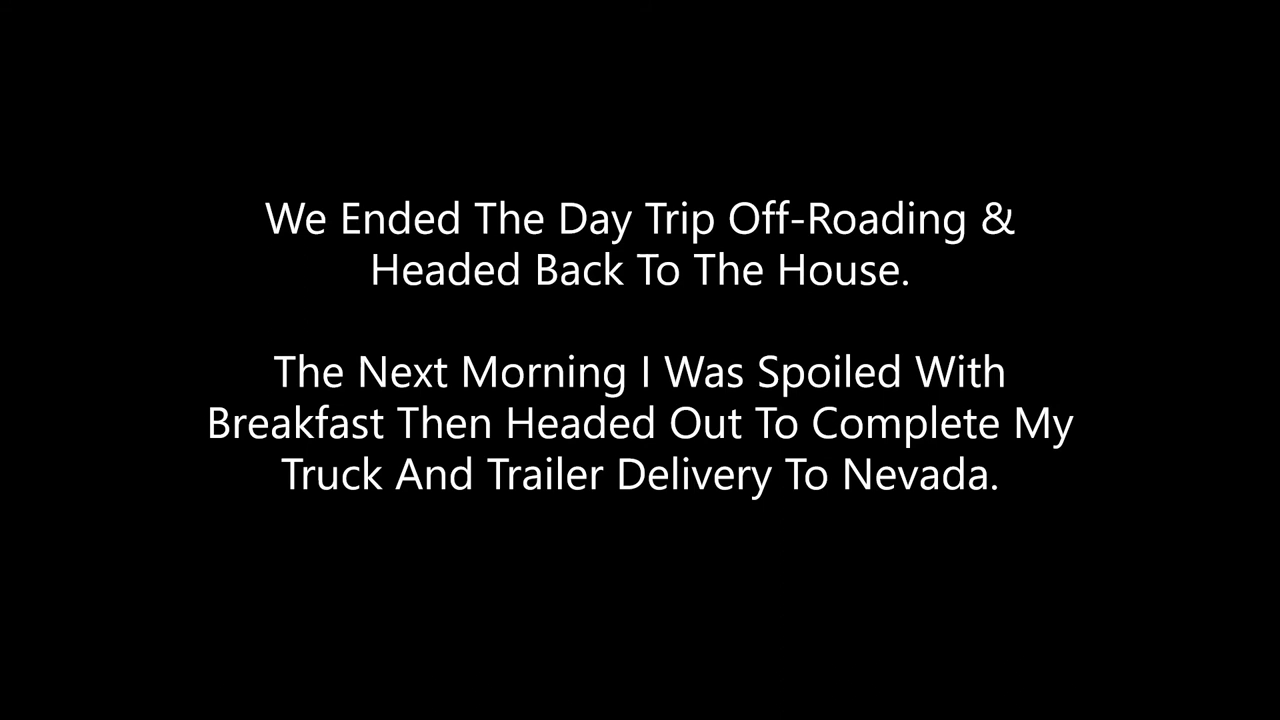 We Ended The Day Trip Off-Roading &
Headed Back To The House.
The Next Morning I Was Spoiled With
Breakfast Then Headed Out To Complete My
Truck And Trailer Delivery To Nevada.